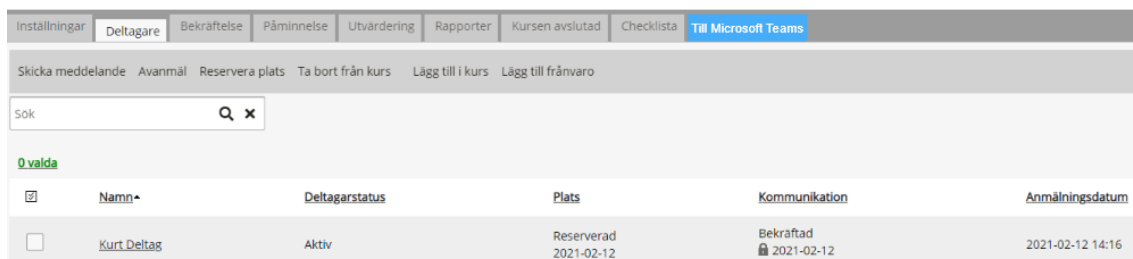 Inställningar Deltagare Bekräftelse Påminnelse Utvärdering Rapporter Kursen avslutad Checklista Till Microsoft Teams
Skicka meddelande Avanmäl Reservera plats Ta bort från kurs Lägg till i kurs Lägg till frånvaro
Sök
0 valda
Namn Deltagarstatus Plats Kommunikation Anmälningsdatum
Kurt Deltag Aktiv Reserverad Bekräftad 2021-02-12 14:16
2021-02-12 2021-02-12